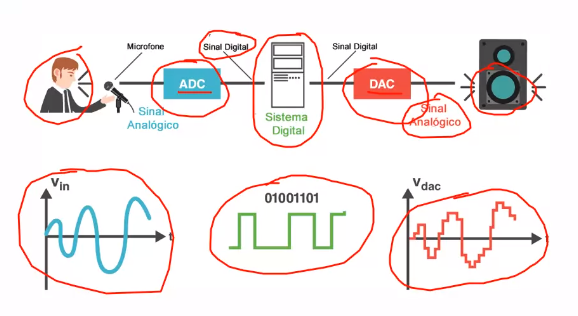 Microfone
Sinal Digital
Sinal Digital
ADC
DAC
Sinal
Analógico
Sistema
Digital
Sinal
Analógico
Vin
t
01001101
Vdac
t